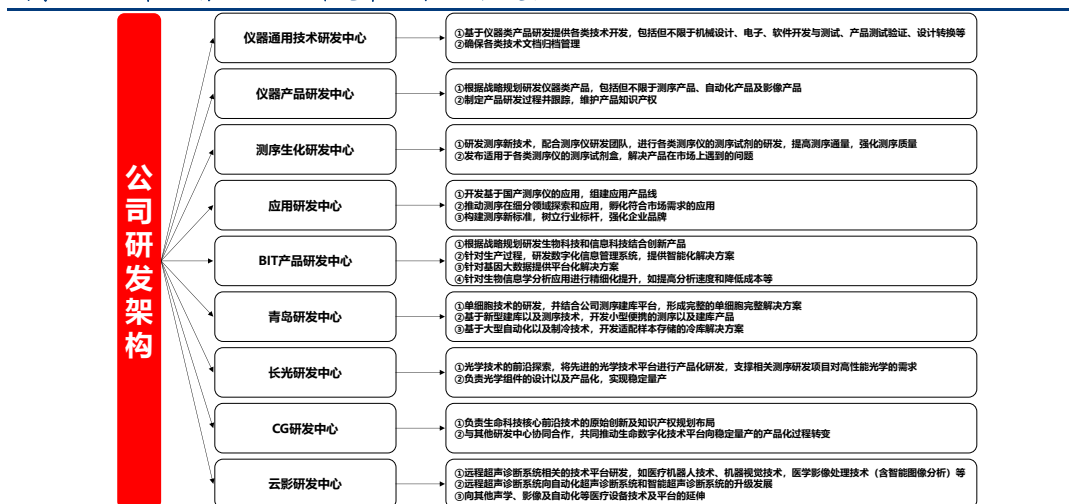 公司研发架构
仪器通用技术研发中心
①基于仪器类产品研发提供各类技术开发，包括但不限于机械设计、电子、软件开发与测试、产品测试验证、设计转换等
②确保各类技术文档归档管理
仪器产品研发中心
①根据战略规划研发仪器类产品，包括但不限于测序产品、自动化产品及影像产品
②制定产品研发过程并跟踪，维护产品知识产权
测序生化研发中心
①研发测序新技术，配合测序仪研发团队，进行各类测序仪的测序试剂的研发，提高测序通量，强化测序质量
②发布适用于各类测序仪的测序试剂盒，解决产品在市场上遇到的问题
应用研发中心
①开发基于国产测序仪的应用，组建应用产品线
②推动测序在细分领域探索和应用，孵化符合市场需求的应用
③构建测序新标准，树立行业标杆，强化企业品牌
BIT产品研发中心
①根据战略规划研发生物科技和信息科技结合创新产品
②针对生产过程，研发数字化信息管理系统，提供智能化解决方案
③针对基因大数据提供平台化解决方案
④针对生物信息学分析应用进行精细化提升，如提高分析速度和降低成本等
青岛研发中心
①单细胞技术的研发，并结合公司测序建库平台，形成完整的单细胞完整解决方案
②基于新型建库以及测序技术，开发小型便携的测序以及建库产品
③基于大型自动化以及制冷技术，开发适配样本存储的冷库解决方案
长光研发中心
①光学技术的前沿探索，将先进的光学技术平台进行产品化研发，支撑相关测序研发项目对高性能光学的需求
②负责光学组件的设计以及产品化，实现稳定量产
CG研发中心
①负责生命科技核心前沿技术的原始创新及知识产权规划布局
②与其他研发中心协同合作，共同推动生命数字化技术平台向稳定量产的产品化过程转变
云影研发中心
①远程超声诊断系统相关的技术平台研发，如医疗机器人技术、机器视觉技术，医学影像处理技术（含智能图像分析）等
②远程超声诊断系统向自动化超声诊断系统和智能超声诊断系统的升级发展
③向其他声学、影像及自动化等医疗设备技术及平台的延伸